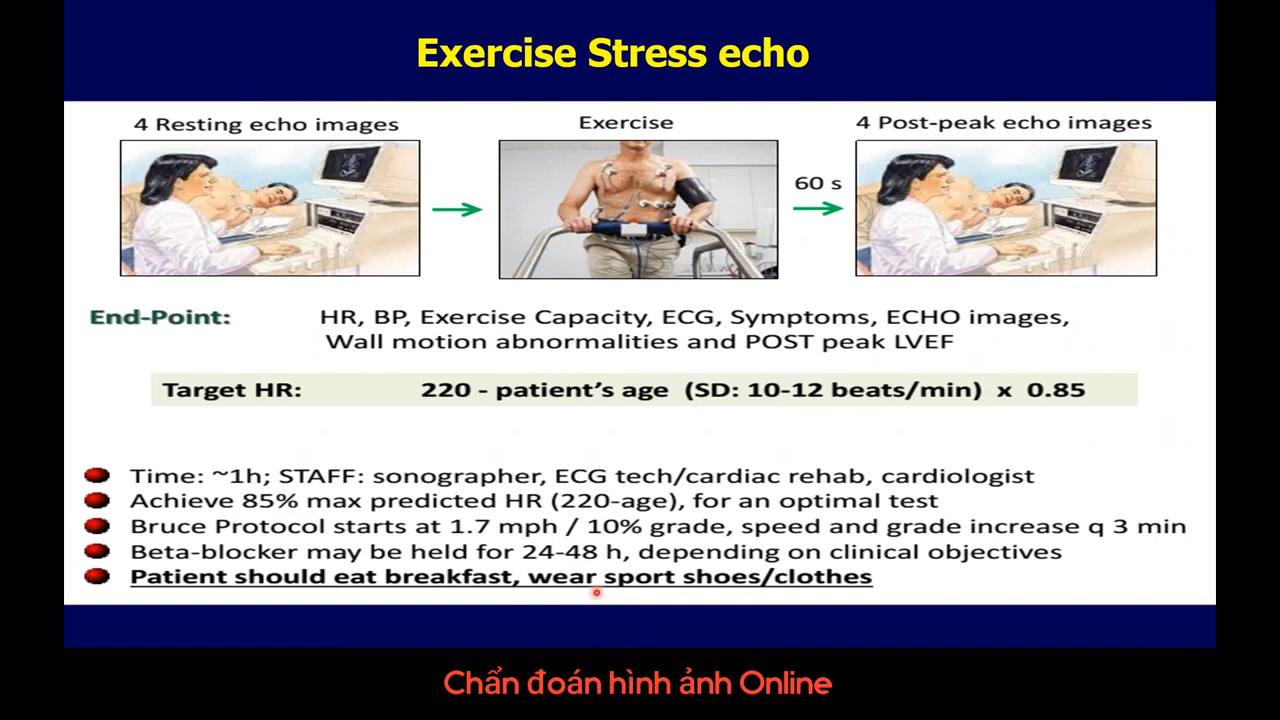 Exercise Stress echo
4 Resting echo images
Exercise
4 Post-peak echo images
60 s
End-Point: HR, BP, Exercise Capacity, ECG, Symptoms, ECHO images,
Wall motion abnormalities and POST peak LVEF
Target HR: 220 - patient’s age (SD: 10-12 beats/min) x 0.85
Time: ~1h; STAFF: sonographer, ECG tech/cardiac rehab, cardiologist
Achieve 85% max predicted HR (220-age), for an optimal test
Bruce Protocol starts at 1.7 mph / 10% grade, speed and grade increase q 3 min
Beta-blocker may be held for 24-48 h, depending on clinical objectives
Patient should eat breakfast, wear sport shoes/clothes
Chẩn đoán hình ảnh Online